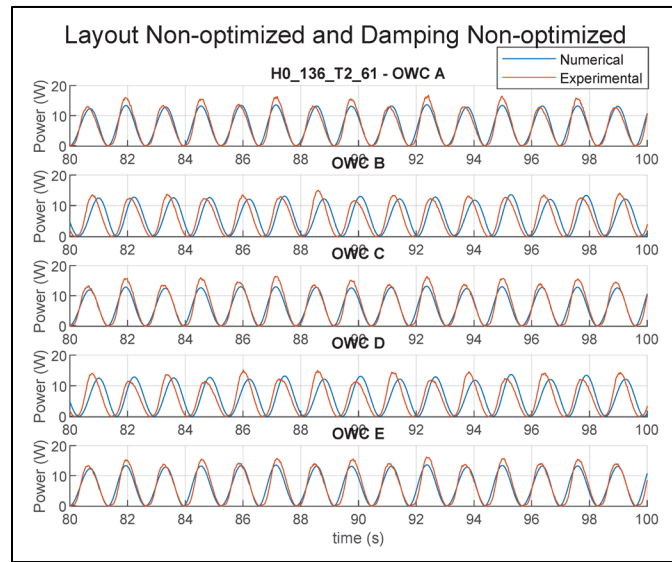 Layout Non-optimized and Damping Non-optimized
Numerical
Experimental
H0_136_T2_61 - OWC A
Power (W)
20
10
0
80 82 84 86 88 90 92 94 96 98 100
OWC B
Power (W)
20
10
0
80 82 84 86 88 90 92 94 96 98 100
OWC C
Power (W)
20
10
0
80 82 84 86 88 90 92 94 96 98 100
OWC D
Power (W)
20
10
0
80 82 84 86 88 90 92 94 96 98 100
OWC E
Power (W)
20
10
0
80 82 84 86 88 90 92 94 96 98 100
time (s)